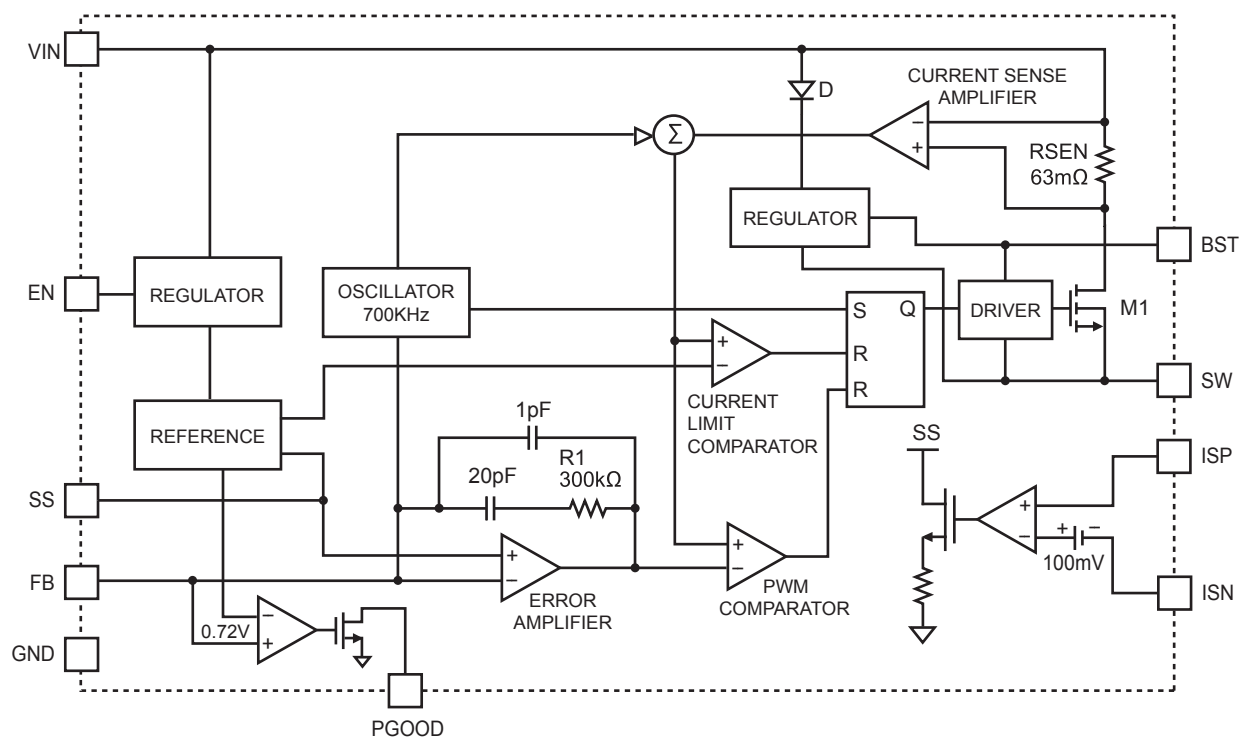 VIN
D
CURRENT SENSE
AMPLIFIER
−
+
Σ
RSEN
63mΩ
REGULATOR
BST
EN
REGULATOR
OSCILLATOR
700KHz
S
Q
DRIVER
M1
+
−
R
R
SW
CURRENT
LIMIT
COMPARATOR
REFERENCE
1pF
20pF
R1
300kΩ
SS
ISP
SS
+
−
+
−
100mV
+
−
ERROR
AMPLIFIER
+
−
PWM
COMPARATOR
FB
ISN
0.72V
−
+
GND
PGOOD